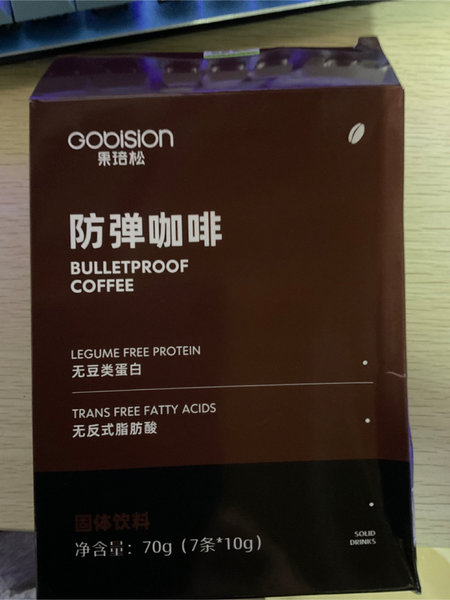 Gobision
果琣松
防弹咖啡
BULLETPROOF
COFFEE
LEGUME FREE PROTEIN
无豆类蛋白
TRANS FREE FATTY ACIDS
无反式脂肪酸
固体饮料
净含量：70g（7条*10g）
SOLID
DRINKS